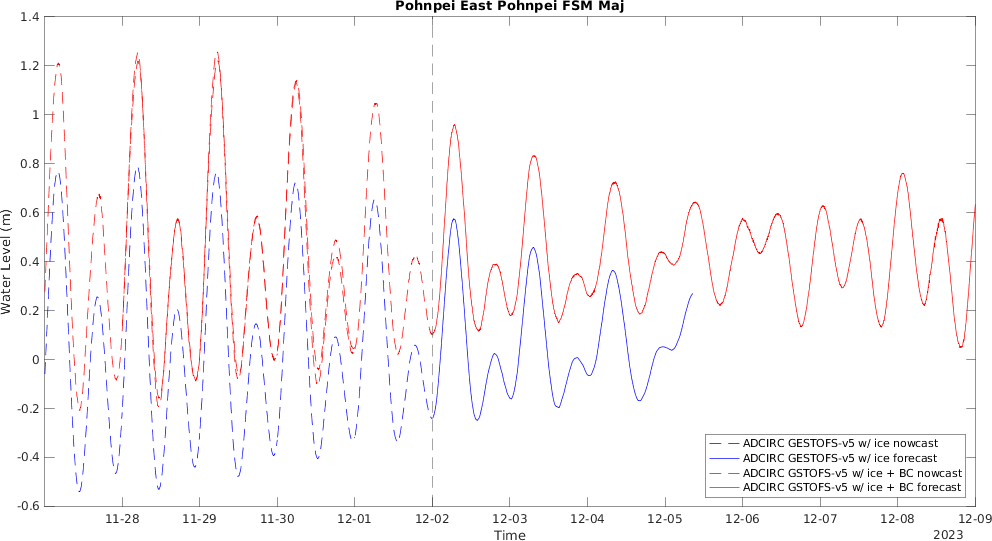 Pohnpei East Pohnpei FSM Maj
1.4
1.2
1
0.8
0.6
0.4
0.2
0
-0.2
-0.4
-0.6
Water Level (m)
ADCIRC GESTOFS-v5 w/ ice nowcast
ADCIRC GESTOFS-v5 w/ ice forecast
ADCIRC GSTOFS-v5 w/ ice + BC nowcast
ADCIRC GSTOFS-v5 w/ ice + BC forecast
11-28 11-29 11-30 12-01 12-02 12-03 12-04 12-05 12-06 12-07 12-08 12-09
Time
2023